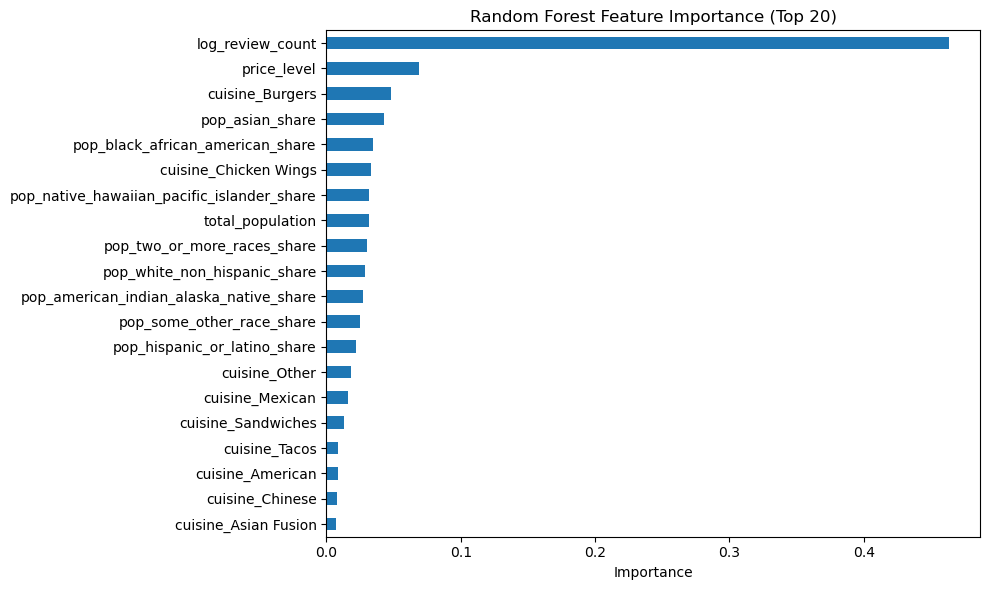 Random Forest Feature Importance (Top 20)
log_review_count
price_level
cuisine_Burgers
pop_asian_share
pop_black_african_american_share
cuisine_Chicken Wings
pop_native_hawaiian_pacific_islander_share
total_population
pop_two_or_more_races_share
pop_white_non_hispanic_share
pop_american_indian_alaska_native_share
pop_some_other_race_share
pop_hispanic_or_latino_share
cuisine_Other
cuisine_Mexican
cuisine_Sandwiches
cuisine_Tacos
cuisine_American
cuisine_Chinese
cuisine_Asian Fusion
0.0 0.1 0.2 0.3 0.4
Importance